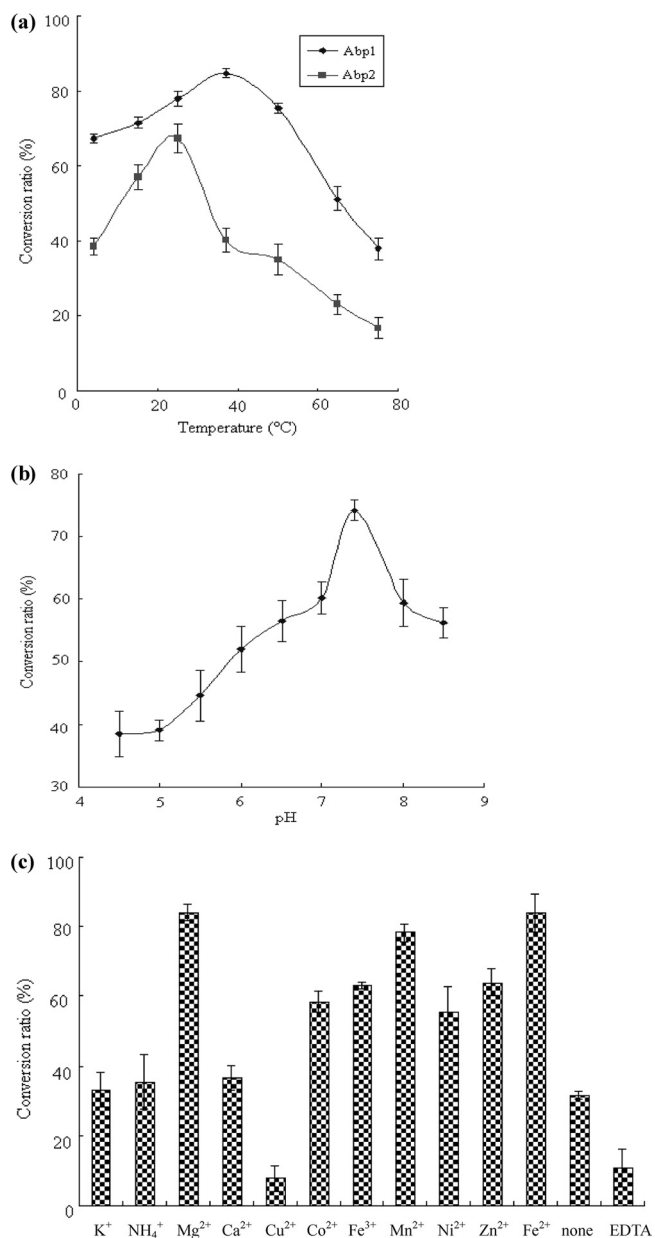 (a)
100
80
60
40
20
0
Conversion ratio (%)
Abp1
Abp2
0 20 40 60 80
Temperature (°C)
(b)
80
70
60
50
40
30
Conversion ratio (%)
4 5 6 7 8 9
pH
(c)
100
80
60
40
20
0
Conversion ratio (%)
K⁺ NH₄⁺ Mg²⁺ Ca²⁺ Cu²⁺ Co²⁺ Fe³⁺ Mn²⁺ Ni²⁺ Zn²⁺ Fe²⁺ none EDTA